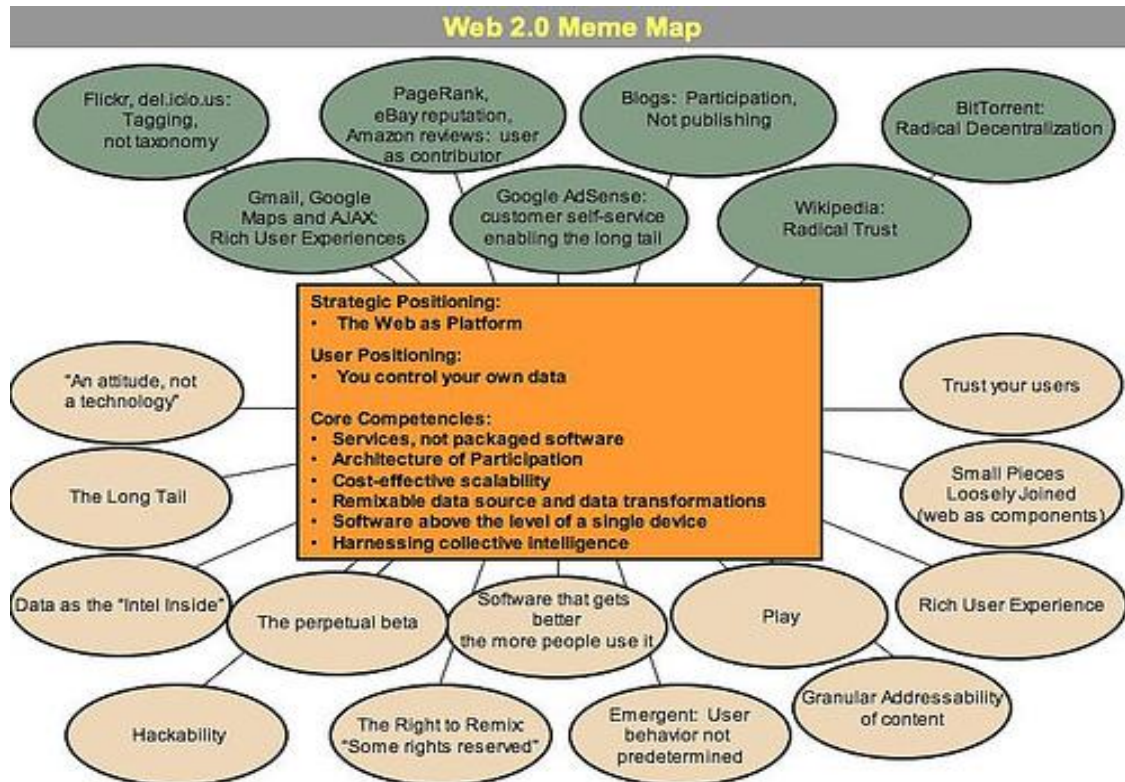 Web 2.0 Meme Map
Flickr, del.icio.us:
Tagging,
not taxonomy
PageRank,
eBay reputation,
Amazon reviews: user
as contributor
Blogs: Participation,
Not publishing
BitTorrent:
Radical Decentralization
Gmail, Google
Maps and AJAX:
Rich User Experiences
Google AdSense:
customer self-service
enabling the long tail
Wikipedia:
Radical Trust
Strategic Positioning:
• The Web as Platform
User Positioning:
• You control your own data
Core Competencies:
• Services, not packaged software
• Architecture of Participation
• Cost-effective scalability
• Remixable data source and data transformations
• Software above the level of a single device
• Harnessing collective intelligence
"An attitude, not
a technology"
Trust your users
The Long Tail
Small Pieces
Loosely Joined
(web as components)
Data as the "Intel Inside"
The perpetual beta
Software that gets
better
the more people use it
Play
Rich User Experience
Hackability
The Right to Remix:
"Some rights reserved"
Emergent: User
behavior not
predetermined
Granular Addressability
of content